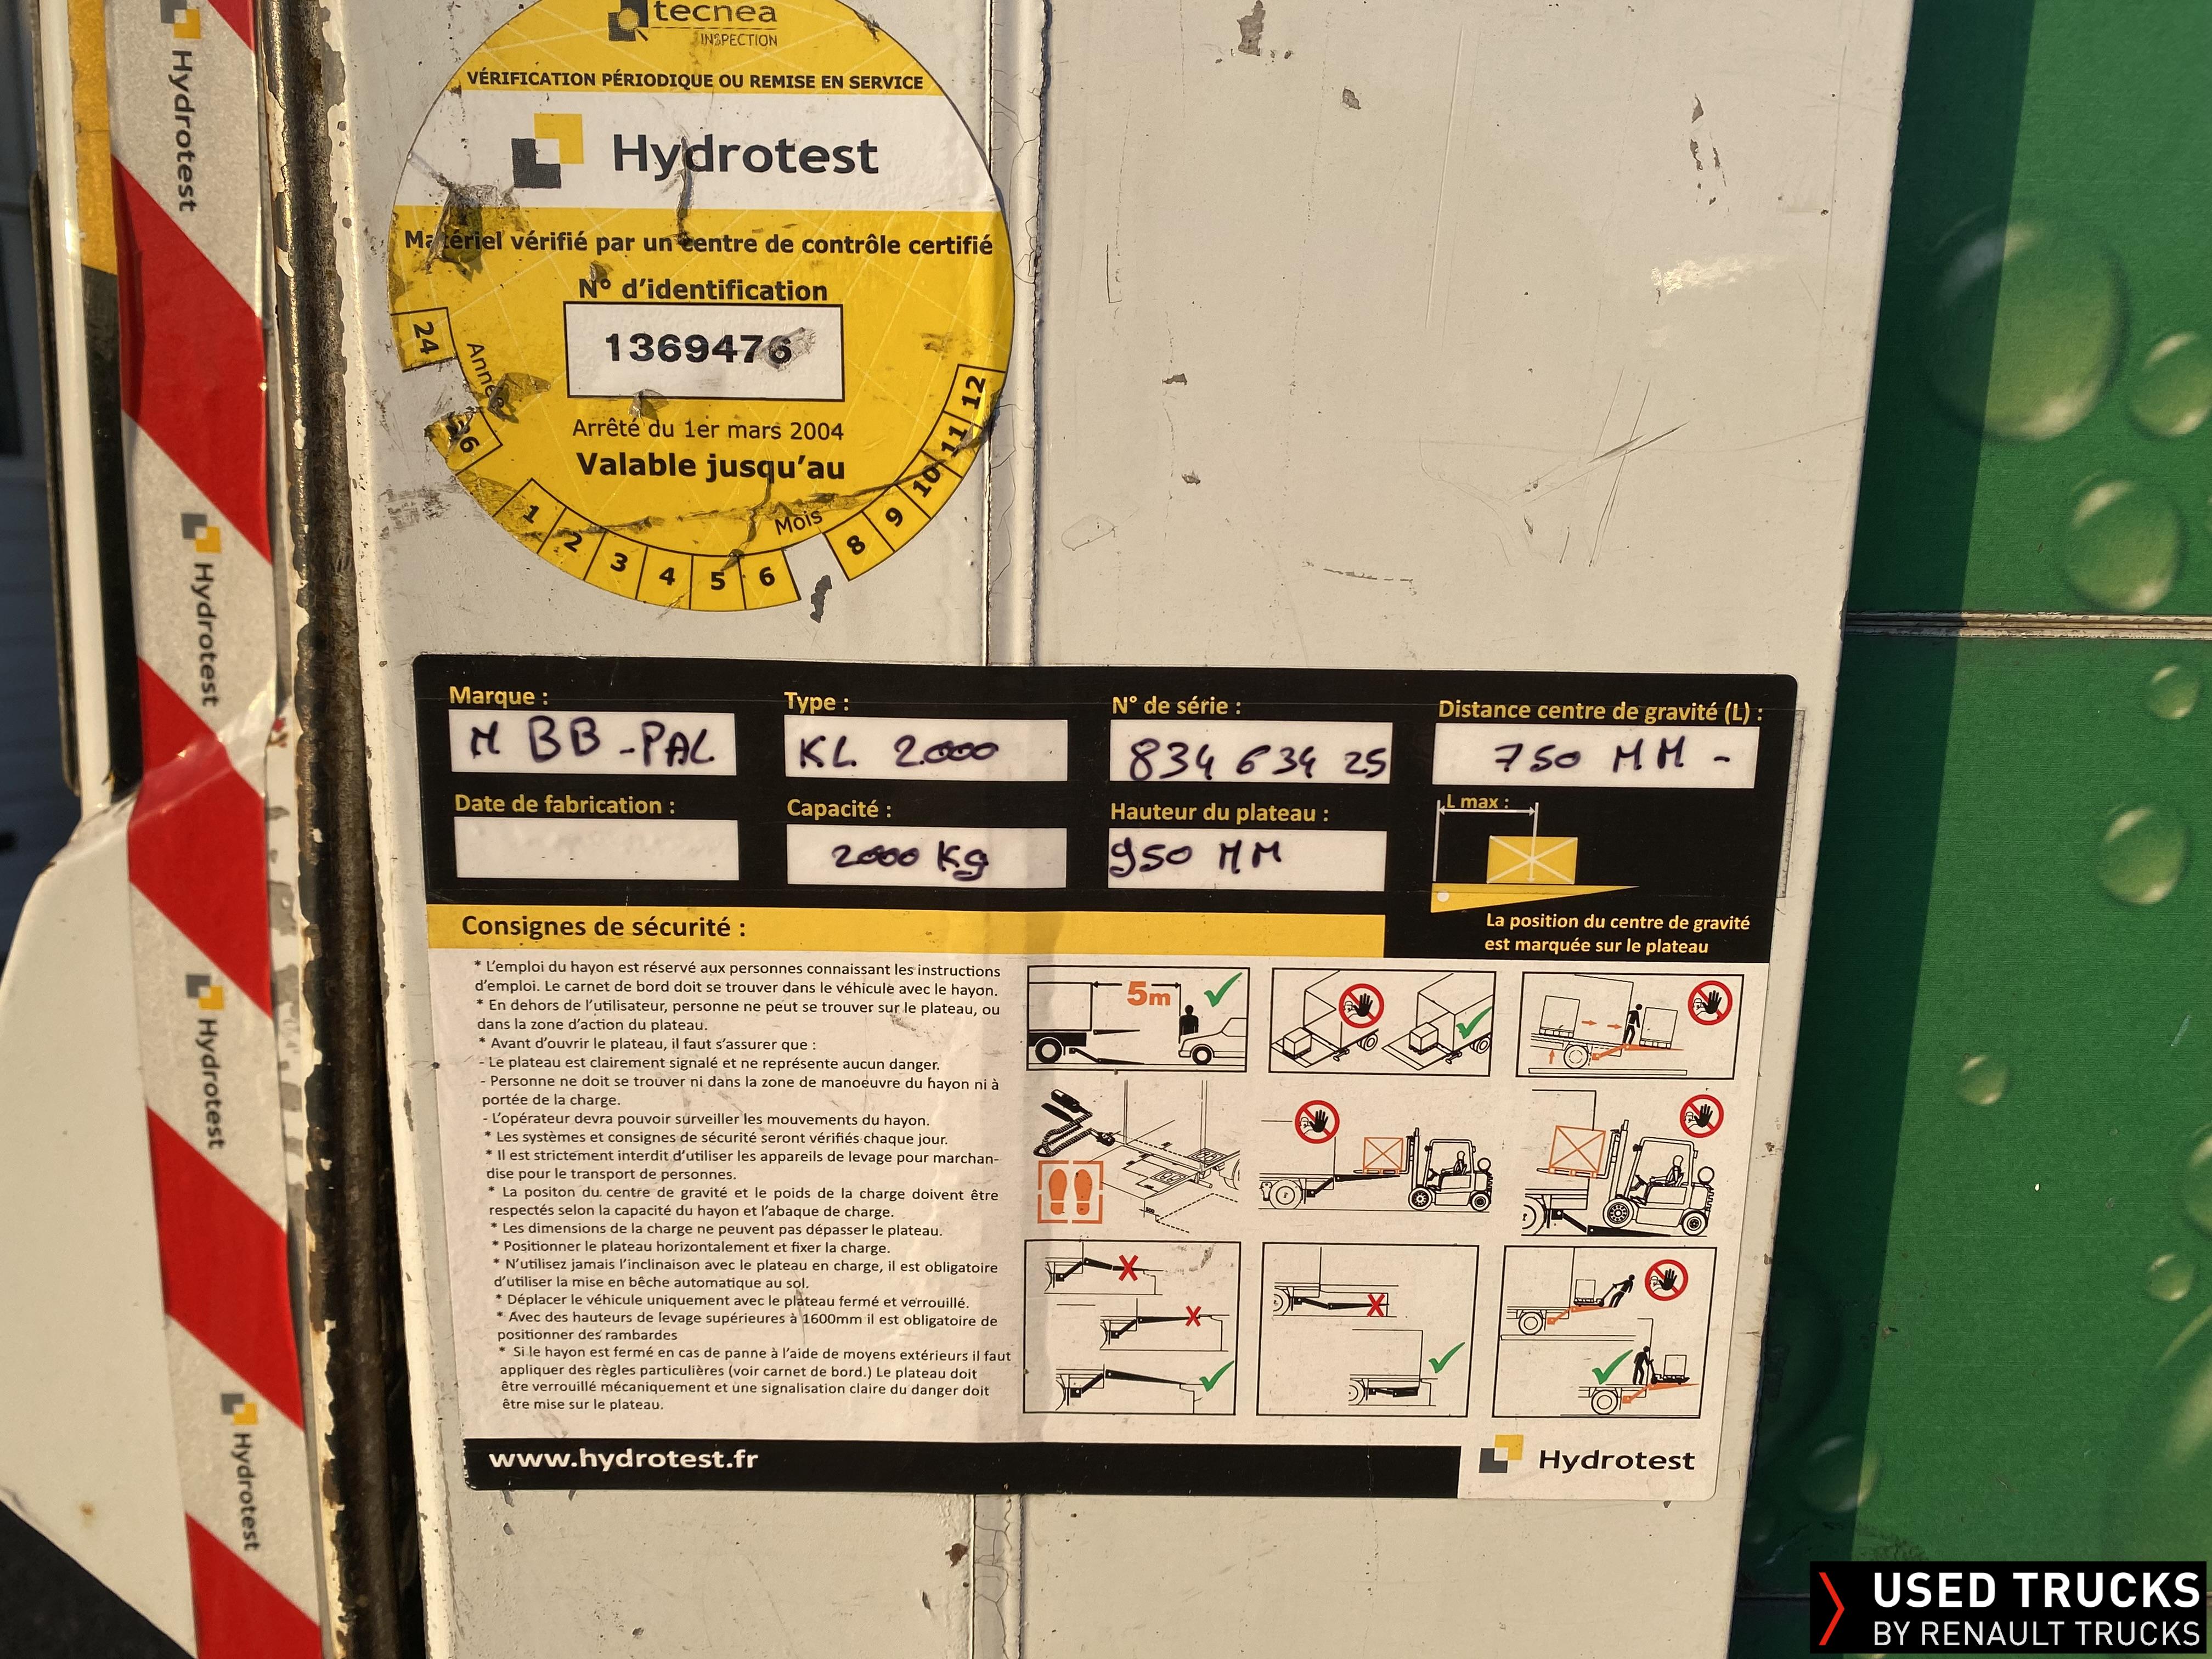 tecnea
INSPECTION
VÉRIFICATION PÉRIODIQUE OU REMISE EN SERVICE
Hydrotest
Matériel vérifié par un centre de contrôle certifié
N° d'identification
1369476
Arrêté du 1er mars 2004
Valable jusqu'au
Année
24
26
Mois
1 2 3 4 5 6 8 9 10 11 12
Hydrotest
Hydrotest
Hydrotest
Hydrotest
Marque :
M BB-PAL
Type :
KL 2000
N° de série :
834 634 25
Distance centre de gravité (L) :
750 MM -
Date de fabrication :
Capacité :
2000 Kg
Hauteur du plateau :
950 MM
L max :
La position du centre de gravité
est marquée sur le plateau
Consignes de sécurité :
* L'emploi du hayon est réservé aux personnes connaissant les instructions
d'emploi. Le carnet de bord doit se trouver dans le véhicule avec le hayon.
* En dehors de l'utilisateur, personne ne peut se trouver sur le plateau, ou
dans la zone d'action du plateau.
* Avant d'ouvrir le plateau, il faut s'assurer que :
- Le plateau est clairement signalé et ne représente aucun danger.
- Personne ne doit se trouver ni dans la zone de manoeuvre du hayon ni à
portée de la charge.
- L'opérateur devra pouvoir surveiller les mouvements du hayon.
* Les systèmes et consignes de sécurité seront vérifiés chaque jour.
* Il est strictement interdit d'utiliser les appareils de levage pour marchan-
dise pour le transport de personnes.
* La positon du centre de gravité et le poids de la charge doivent être
respectés selon la capacité du hayon et l'abaque de charge.
* Les dimensions de la charge ne peuvent pas dépasser le plateau.
* Positionner le plateau horizontalement et fixer la charge.
* N'utilisez jamais l'inclinaison avec le plateau en charge, il est obligatoire
d'utiliser la mise en bêche automatique au sol.
* Déplacer le véhicule uniquement avec le plateau fermé et verrouillé.
* Avec des hauteurs de levage supérieures à 1600mm il est obligatoire de
positionner des rambardes
* Si le hayon est fermé en cas de panne à l'aide de moyens extérieurs il faut
appliquer des règles particulières (voir carnet de bord.) Le plateau doit
être verrouillé mécaniquement et une signalisation claire du danger doit
être mise sur le plateau.
5m
www.hydrotest.fr
Hydrotest
USED TRUCKS
BY RENAULT TRUCKS